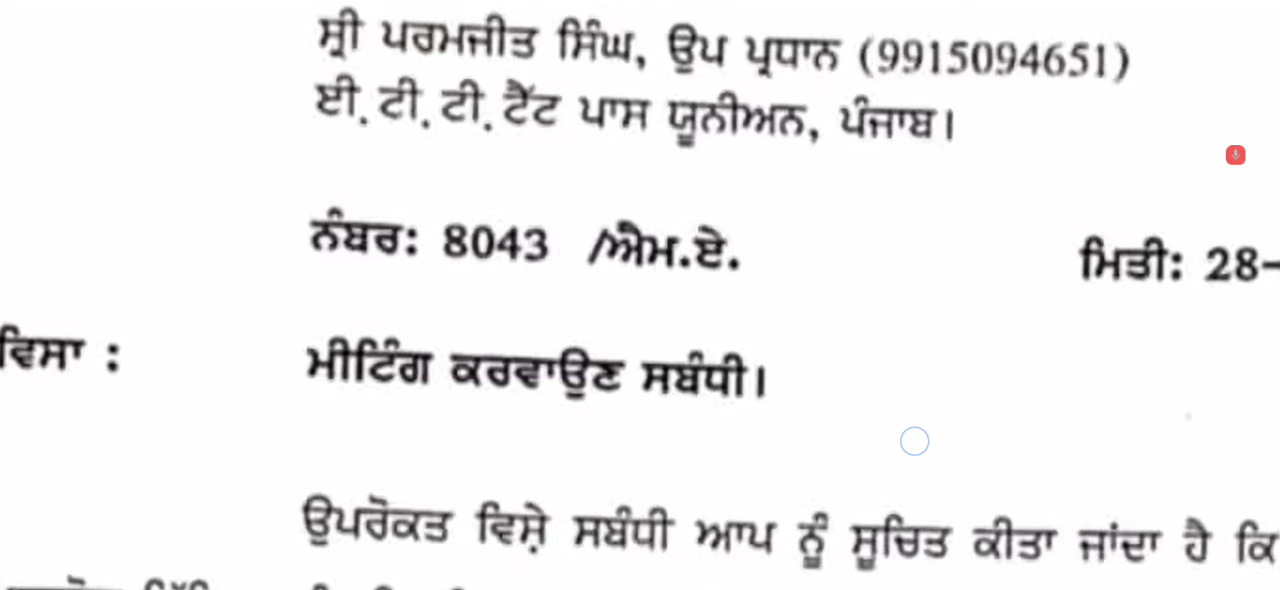 ਸ੍ਰੀ ਪਰਮਜੀਤ ਸਿੰਘ, ਉਪ ਪ੍ਰਧਾਨ (9915094651)
ਈ.ਟੀ.ਟੀ.ਟੈੱਟ ਪਾਸ ਯੂਨੀਅਨ, ਪੰਜਾਬ।
ਨੰਬਰ: 8043 /ਐਮ.ਏ. ਮਿਤੀ: 28-
ਵਿਸਾ : ਮੀਟਿੰਗ ਕਰਵਾਉਣ ਸਬੰਧੀ।
ਉਪਰੋਕਤ ਵਿਸ਼ੇ ਸਬੰਧੀ ਆਪ ਨੂੰ ਸੂਚਿਤ ਕੀਤਾ ਜਾਂਦਾ ਹੈ ਕਿ